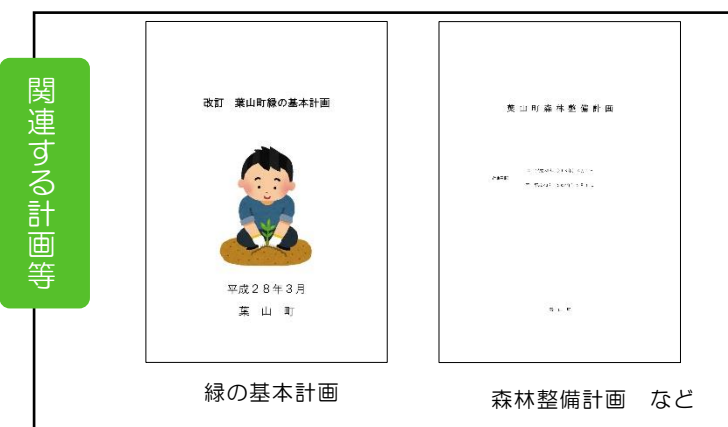 関連する計画等
改訂　葉山町緑の基本計画
平成２８年３月
葉　山　町
緑の基本計画
葉山町森林整備計画
森林整備計画　など